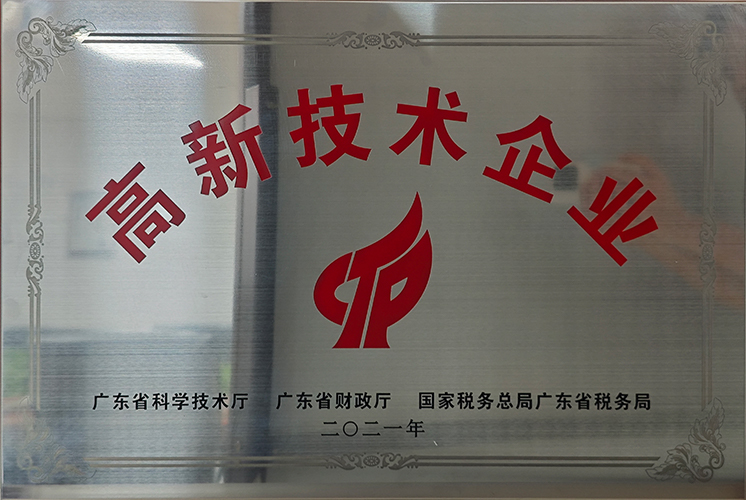 高新技术企业
广东省科学技术厅 广东省财政厅 国家税务总局广东省税务局
二〇二一年